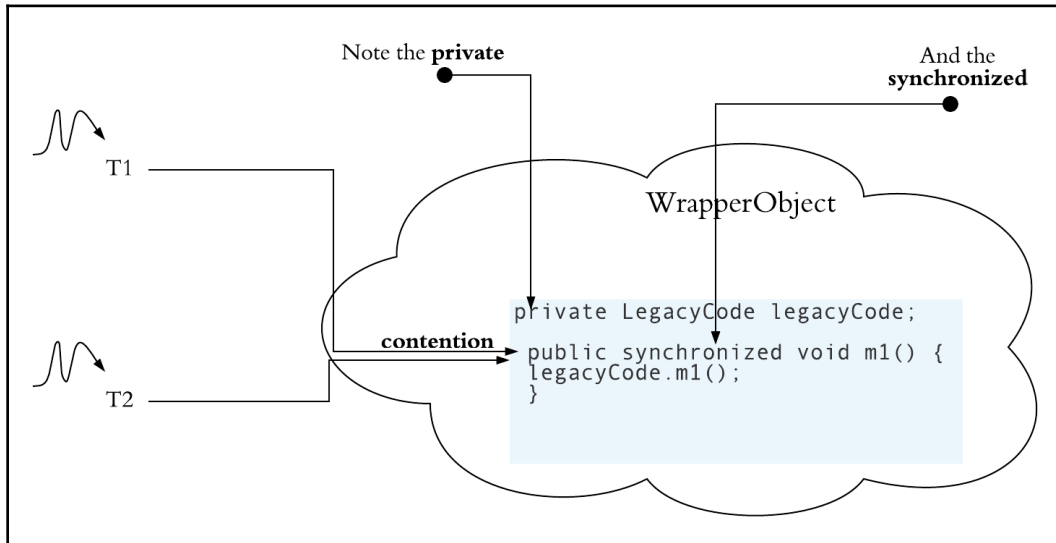 Note the private
And the
synchronized
T1
WrapperObject
private LegacyCode legacyCode;
contention
public synchronized void m1() {
legacyCode.m1();
}
T2